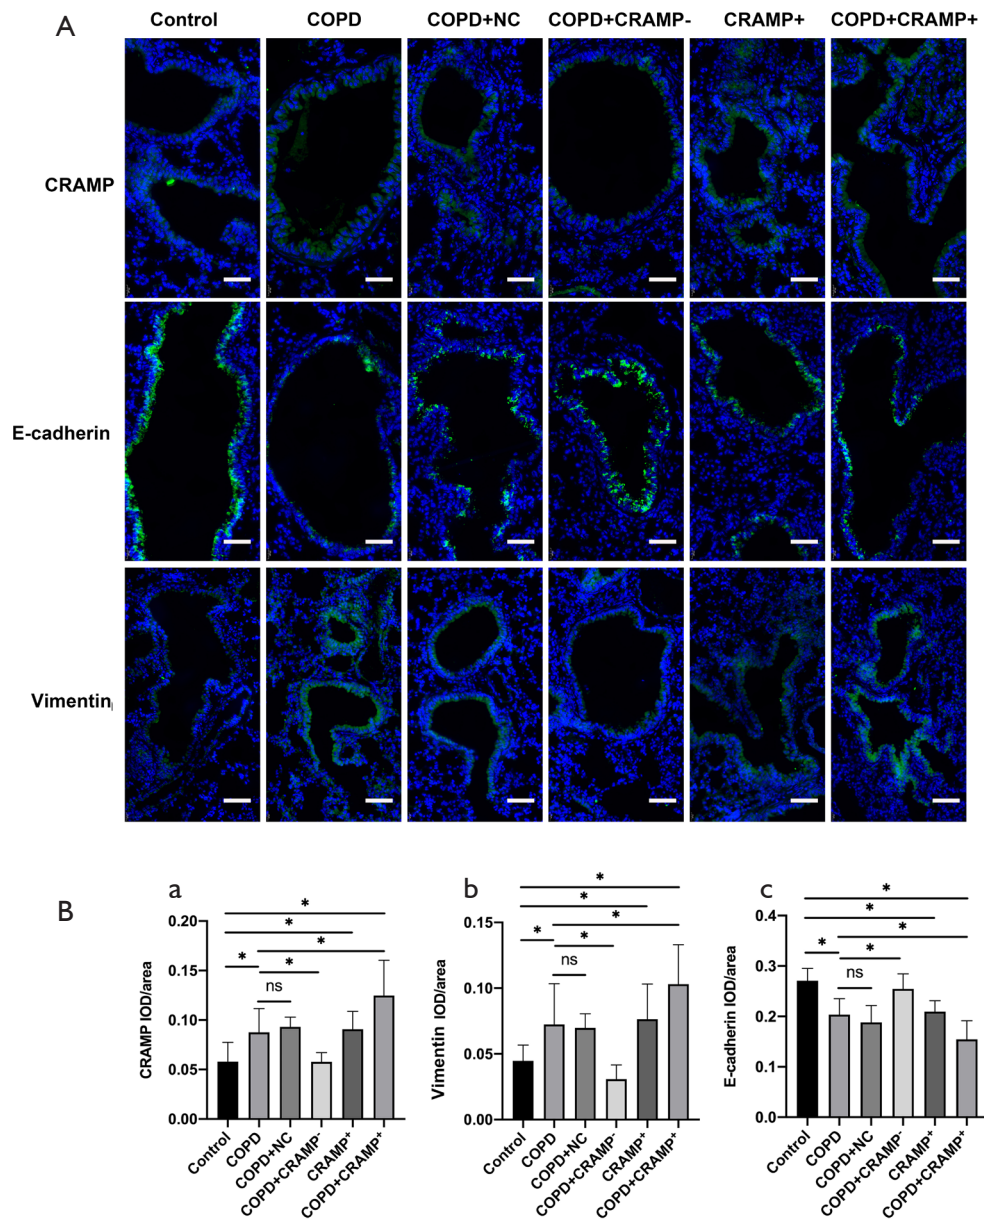 A
Control COPD COPD+NC COPD+CRAMP- CRAMP+ COPD+CRAMP+
CRAMP
E-cadherin
Vimentin
B
a
*
*
*
*
*
ns
CRAMP IOD/area
0.20
0.15
0.10
0.05
0.00
Control COPD COPD+NC COPD+CRAMP⁻ CRAMP⁺ COPD+CRAMP⁺
b
*
*
*
*
*
ns
Vimentin IOD/area
0.15
0.10
0.05
0.00
Control COPD COPD+NC COPD+CRAMP⁻ CRAMP⁺ COPD+CRAMP⁺
c
*
*
*
*
*
ns
E-cadherin IOD/area
0.4
0.3
0.2
0.1
0.0
Control COPD COPD+NC COPD+CRAMP⁻ CRAMP⁺ COPD+CRAMP⁺